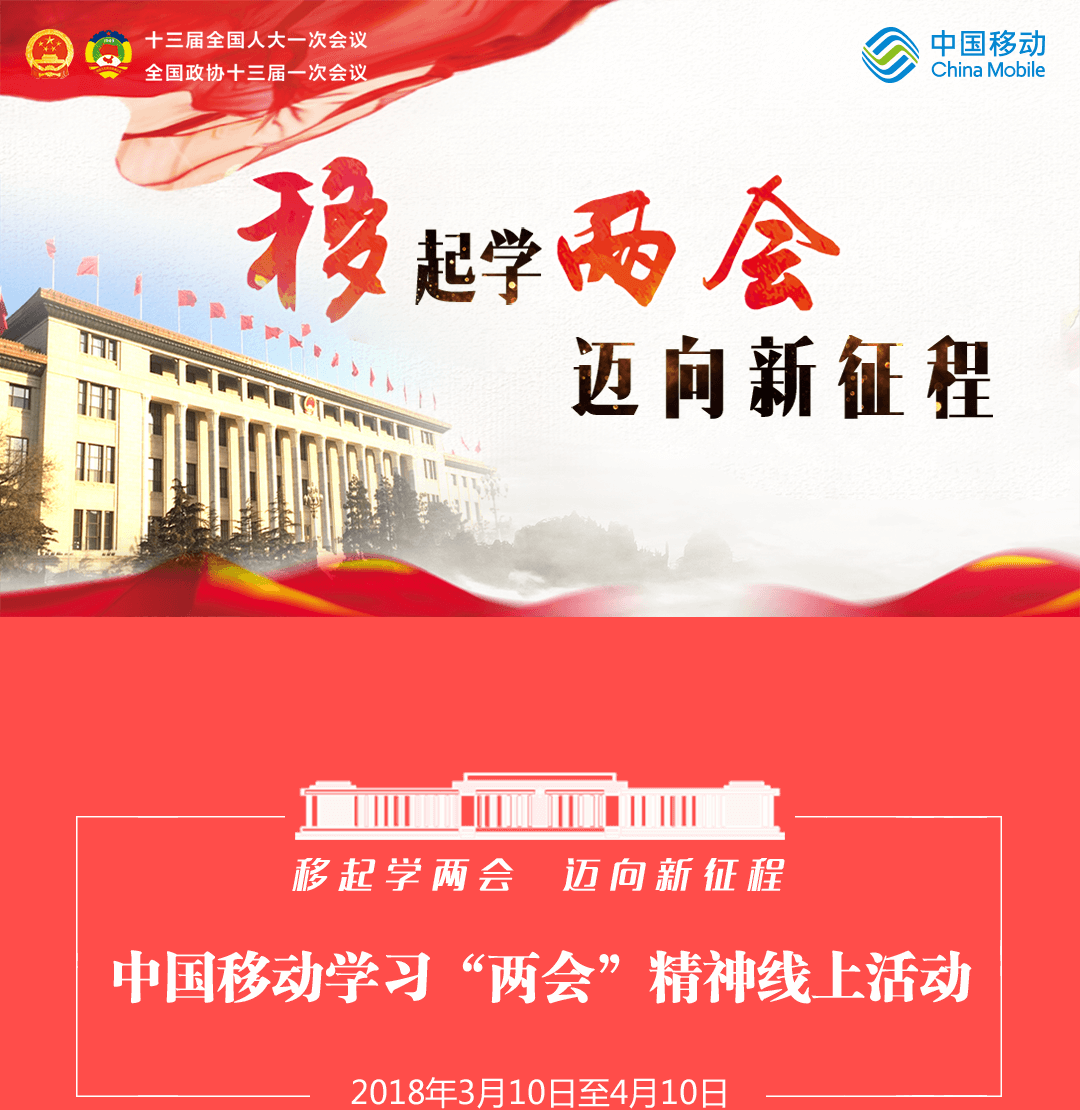 十三届全国人大一次会议
全国政协十三届一次会议
中国移动
China Mobile
移起学两会
迈向新征程
移起学两会 迈向新征程
中国移动学习“两会”精神线上活动
2018年3月10日至4月10日